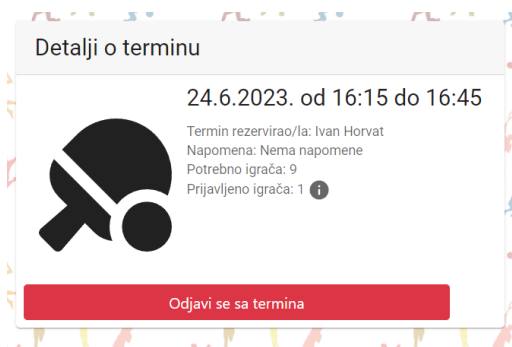 Detalji o terminu
24.6.2023. od 16:15 do 16:45
Termin rezervirao/la: Ivan Horvat
Napomena: Nema napomene
Potrebno igrača: 9
Prijavljeno igrača: 1
Odjavi se sa termina